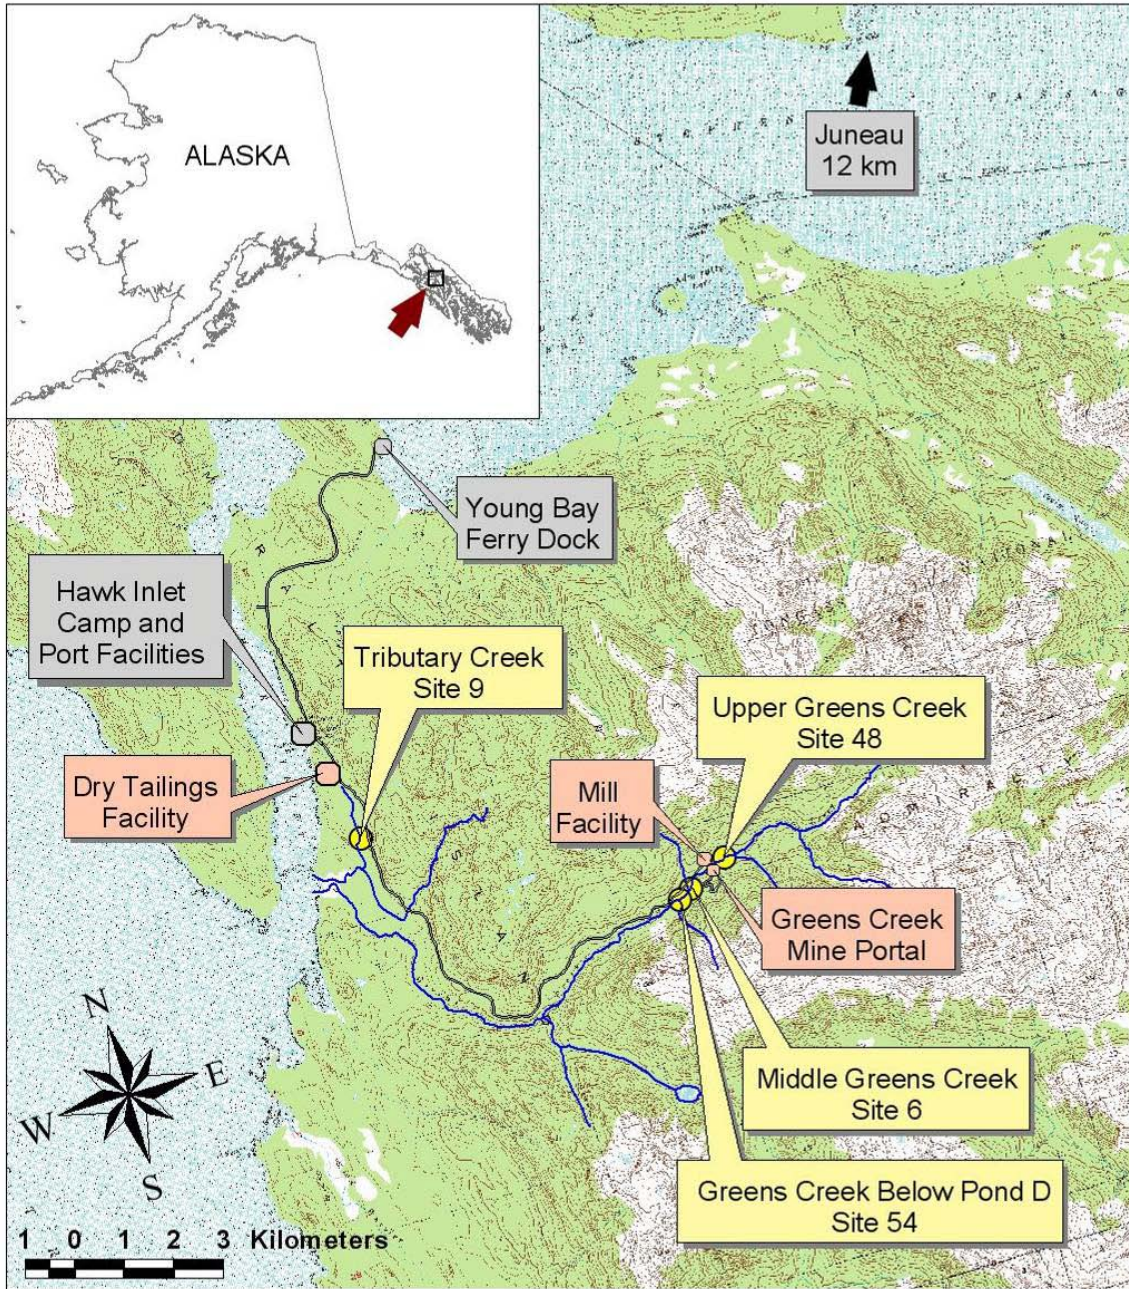 ALASKA
Juneau
12 km
Young Bay
Ferry Dock
Hawk Inlet
Camp and
Port Facilities
Tributary Creek
Site 9
Upper Greens Creek
Site 48
Dry Tailings
Facility
Mill
Facility
Greens Creek
Mine Portal
Middle Greens Creek
Site 6
Greens Creek Below Pond D
Site 54
N
E
W
S
1 0 1 2 3 Kilometers